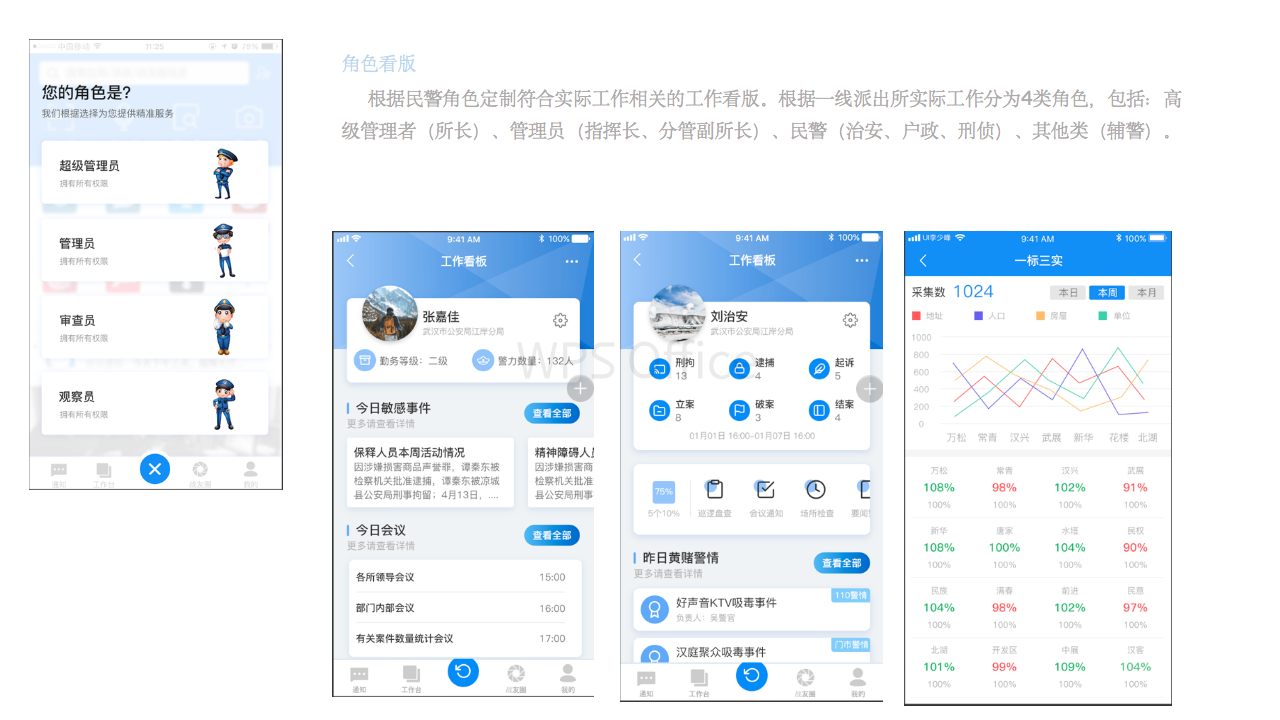 中国移动
11:25
79%
您的角色是?
我们根据选择为您提供精准服务
超级管理员
拥有所有权限
管理员
拥有所有权限
审查员
拥有所有权限
观察员
拥有所有权限
通知
工作台
战友圈
我的
角色看版
根据民警角色定制符合实际工作相关的工作看版。根据一线派出所实际工作分为4类角色，包括：高
级管理者（所长）、管理员（指挥长、分管副所长）、民警（治安、户政、刑侦）、其他类（辅警）。
9:41 AM
100%
工作看板
张嘉佳
武汉市公安局江岸分局
勤务等级：二级
警力数量：132人
今日敏感事件
更多请查看详情
查看全部
保释人员本周活动情况
因涉嫌损害商品声誉罪，谭秦东被
检察机关批准逮捕，谭秦东被凉城
县公安局刑事拘留；4月13日，....
精神障碍人员
因涉嫌损害商
检察机关批准
县公安局刑事
今日会议
更多请查看详情
查看全部
各所领导会议 15:00
部门内部会议 16:00
有关案件数量统计会议 17:00
通知
工作台
战友圈
我的
9:41 AM
100%
工作看板
刘治安
武汉市公安局江岸分局
刑拘
13
逮捕
4
起诉
5
立案
8
破案
3
结案
4
01月01日 16:00-01月07日 16:00
75%
5个10%
巡逻盘查
会议通知
场所检查
昨日黄赌警情
更多请查看详情
查看全部
好声音KTV吸毒事件
负责人：吴警官
110警情
汉庭聚众吸毒事件
门市警情
通知
工作台
战友圈
我的
WPS Office
UI李少峰
9:41 AM
100%
一标三实
采集数 1024
本日 本周 本月
地址 人口 房屋 单位
1000
800
600
400
200
0
万松 常青 汉兴 武展 新华 花楼 北湖
万松 常青 汉兴 武展
108% 98% 102% 91%
100% 100% 100% 100%
新华 唐家 水塔 民权
108% 100% 104% 90%
100% 100% 100% 100%
民族 满春 前进 民意
104% 98% 102% 97%
100% 100% 100% 100%
北湖 开发区 中展 汉客
101% 99% 109% 104%
100% 100% 100% 100%